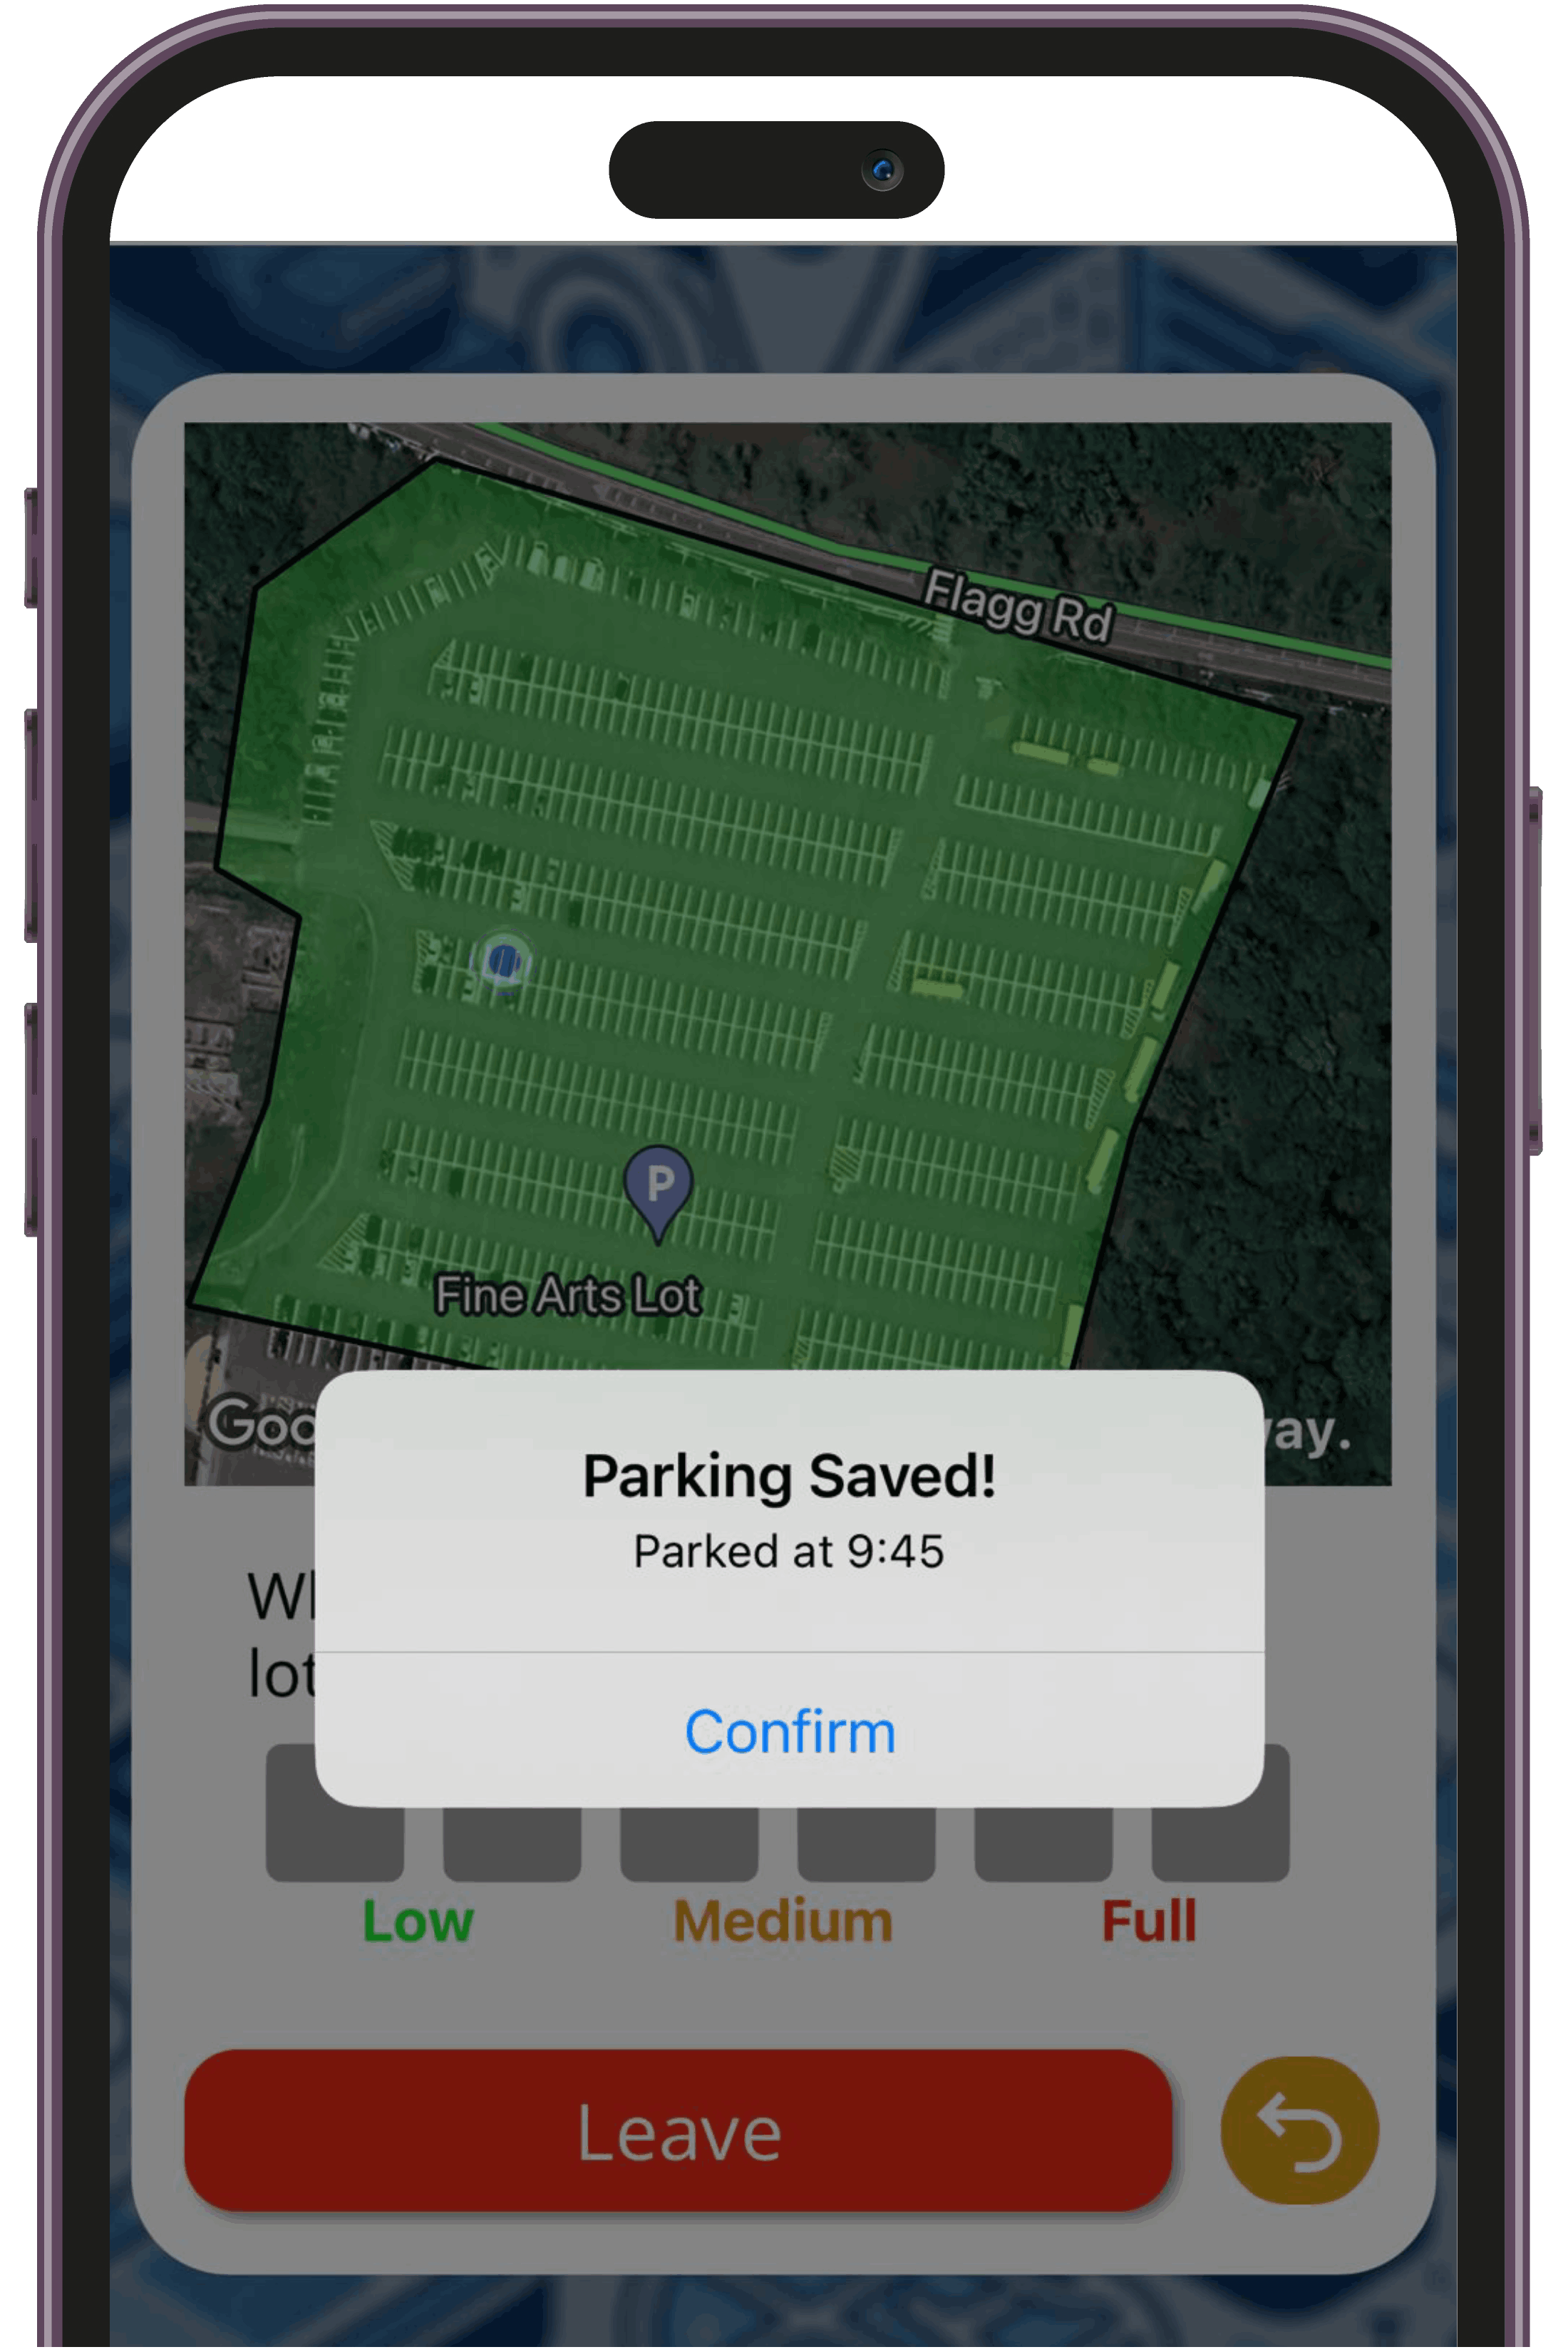 Flagg Rd
P
Fine Arts Lot
Goo
way.
Parking Saved!
Parked at 9:45
Wh
lot
Confirm
Low Medium Full
Leave